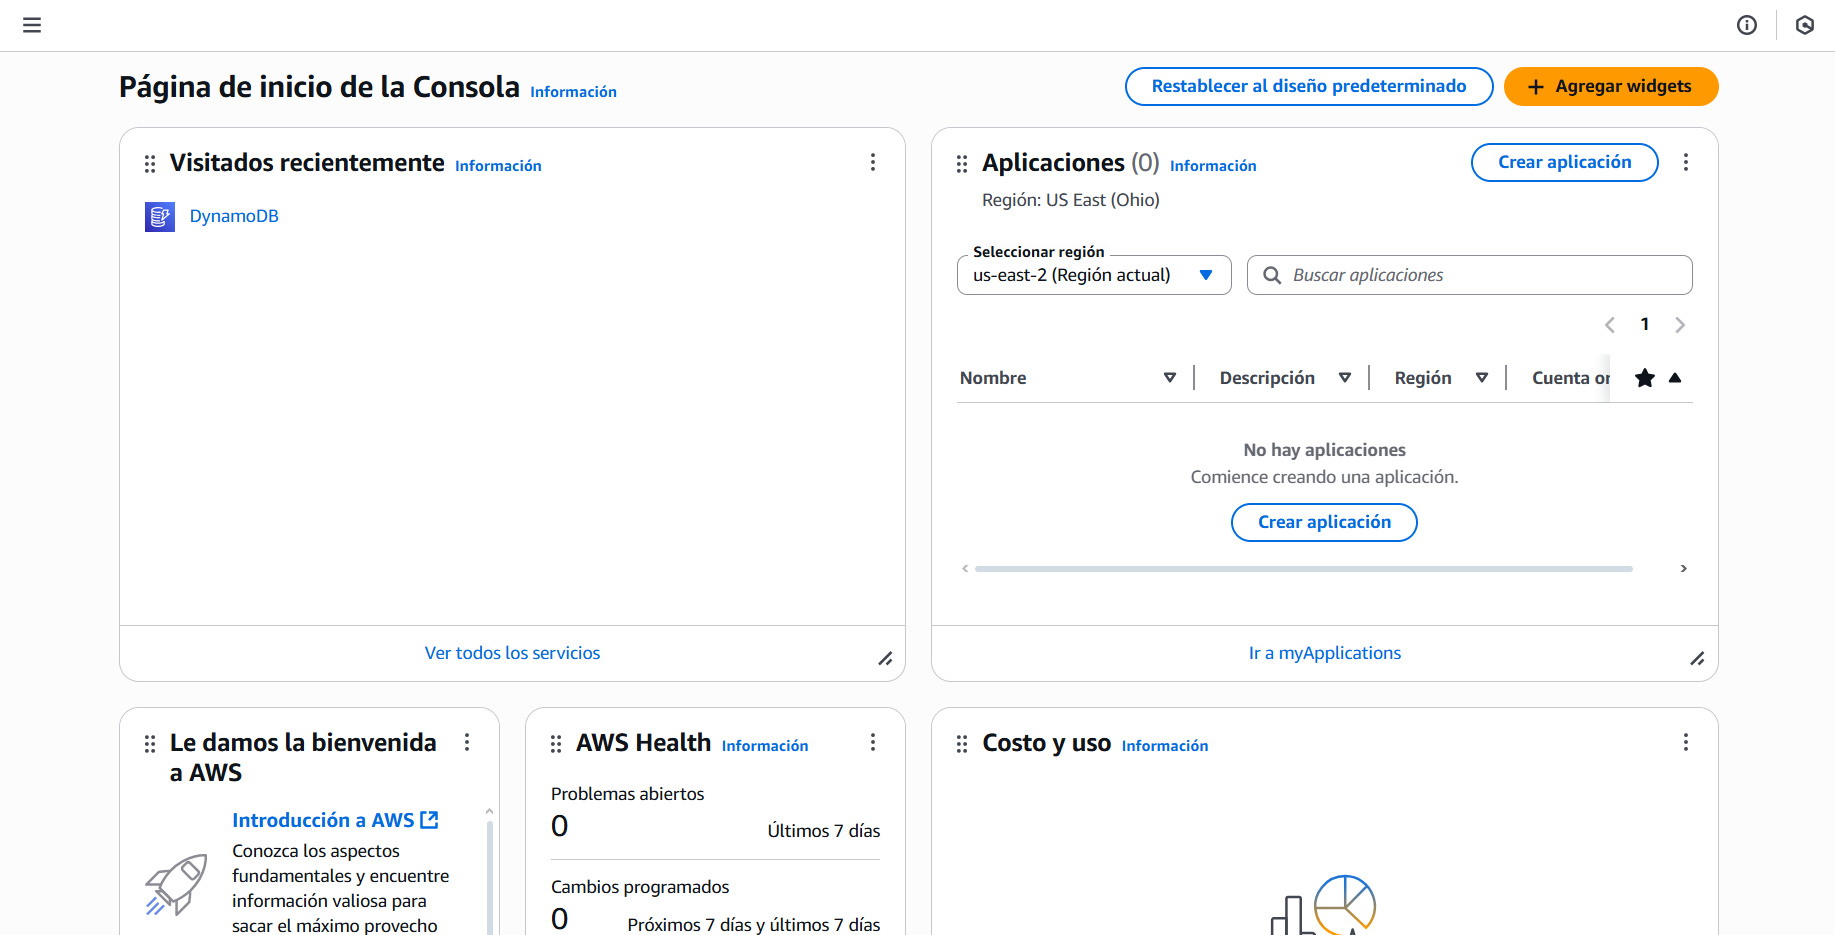 Página de inicio de la Consola Información
Restablecer al diseño predeterminado
Agregar widgets
Visitados recientemente Información
DynamoDB
Ver todos los servicios
Aplicaciones (0) Información
Crear aplicación
Región: US East (Ohio)
Seleccionar región
us-east-2 (Región actual)
Buscar aplicaciones
1
Nombre Descripción Región Cuenta or
No hay aplicaciones
Comience creando una aplicación.
Crear aplicación
Ir a myApplications
Le damos la bienvenida
a AWS
Introducción a AWS
Conozca los aspectos
fundamentales y encuentre
información valiosa para
sacar el máximo provecho
AWS Health Información
Problemas abiertos
0 Últimos 7 días
Cambios programados
0 Próximos 7 días y últimos 7 días
Costo y uso Información